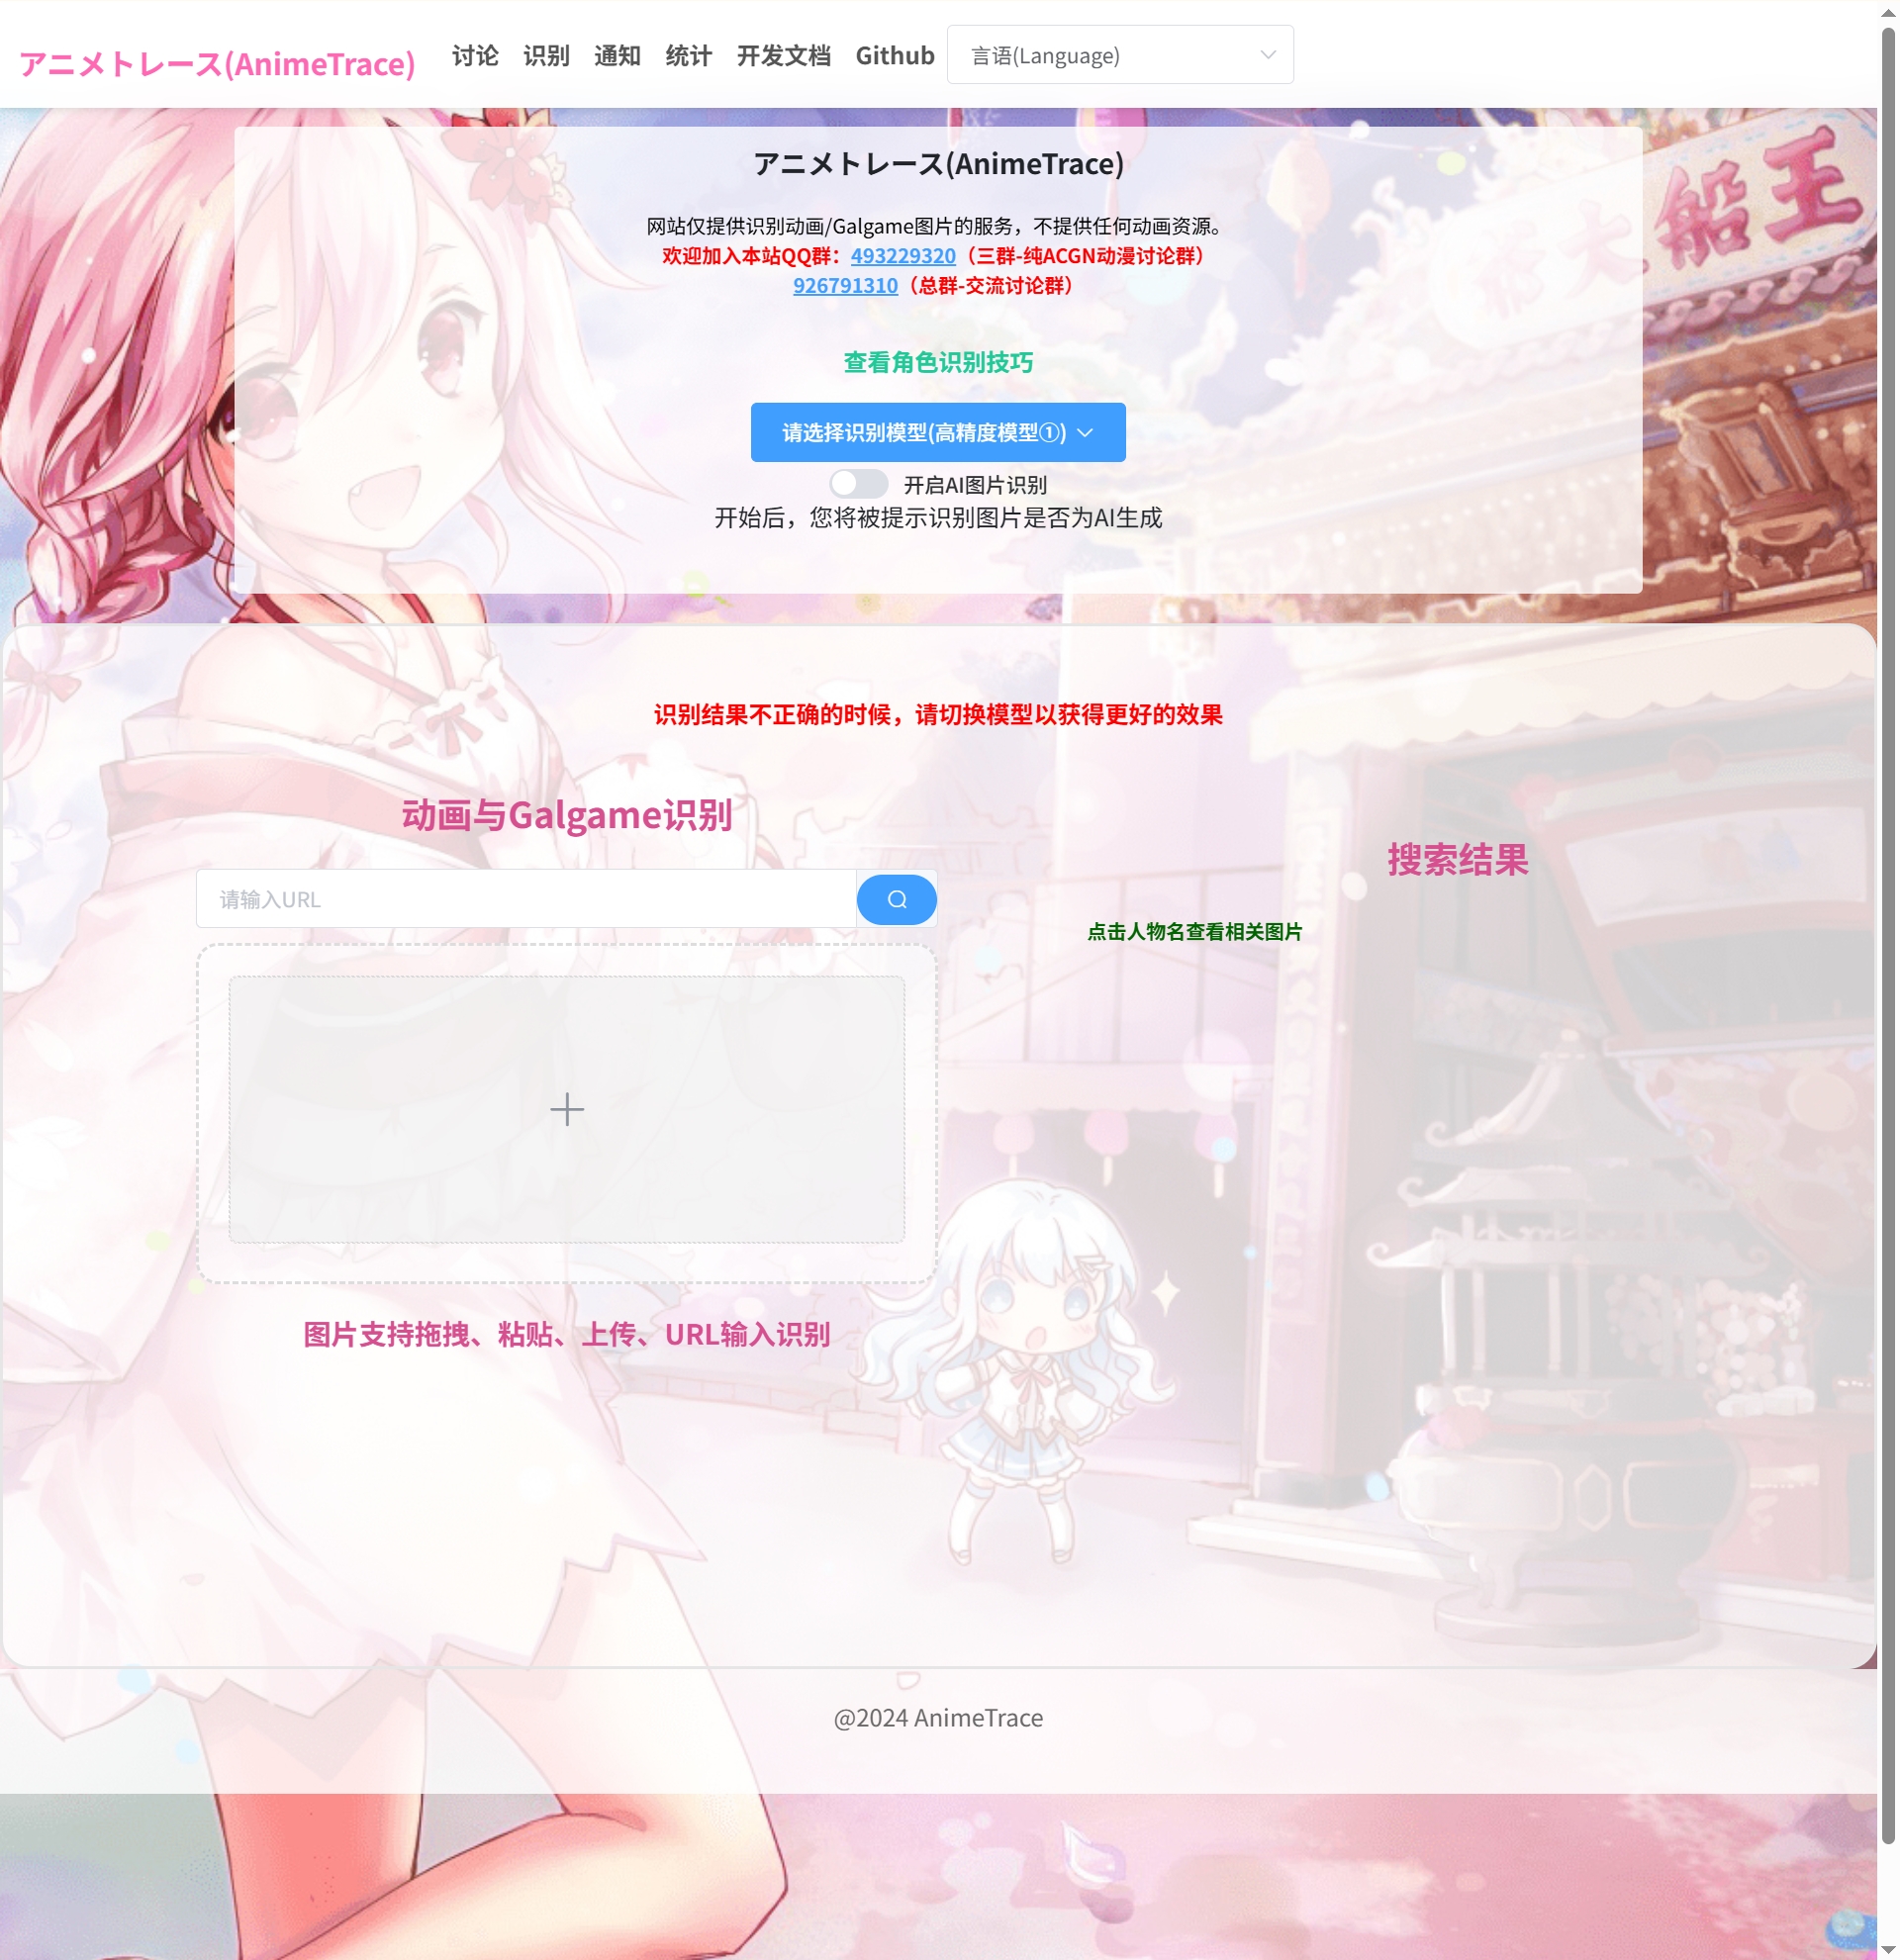 アニメトレース(AnimeTrace)
讨论 识别 通知 统计 开发文档 Github 言语(Language)
船王
大
アニメトレース(AnimeTrace)
网站仅提供识别动画/Galgame图片的服务，不提供任何动画资源。
欢迎加入本站QQ群：493229320（三群-纯ACGN动漫讨论群）
926791310（总群-交流讨论群）
查看角色识别技巧
请选择识别模型(高精度模型①)
开启AI图片识别
开始后，您将被提示识别图片是否为AI生成
识别结果不正确的时候，请切换模型以获得更好的效果
动画与Galgame识别
请输入URL
图片支持拖拽、粘贴、上传、URL输入识别
搜索结果
点击人物名查看相关图片
@2024 AnimeTrace